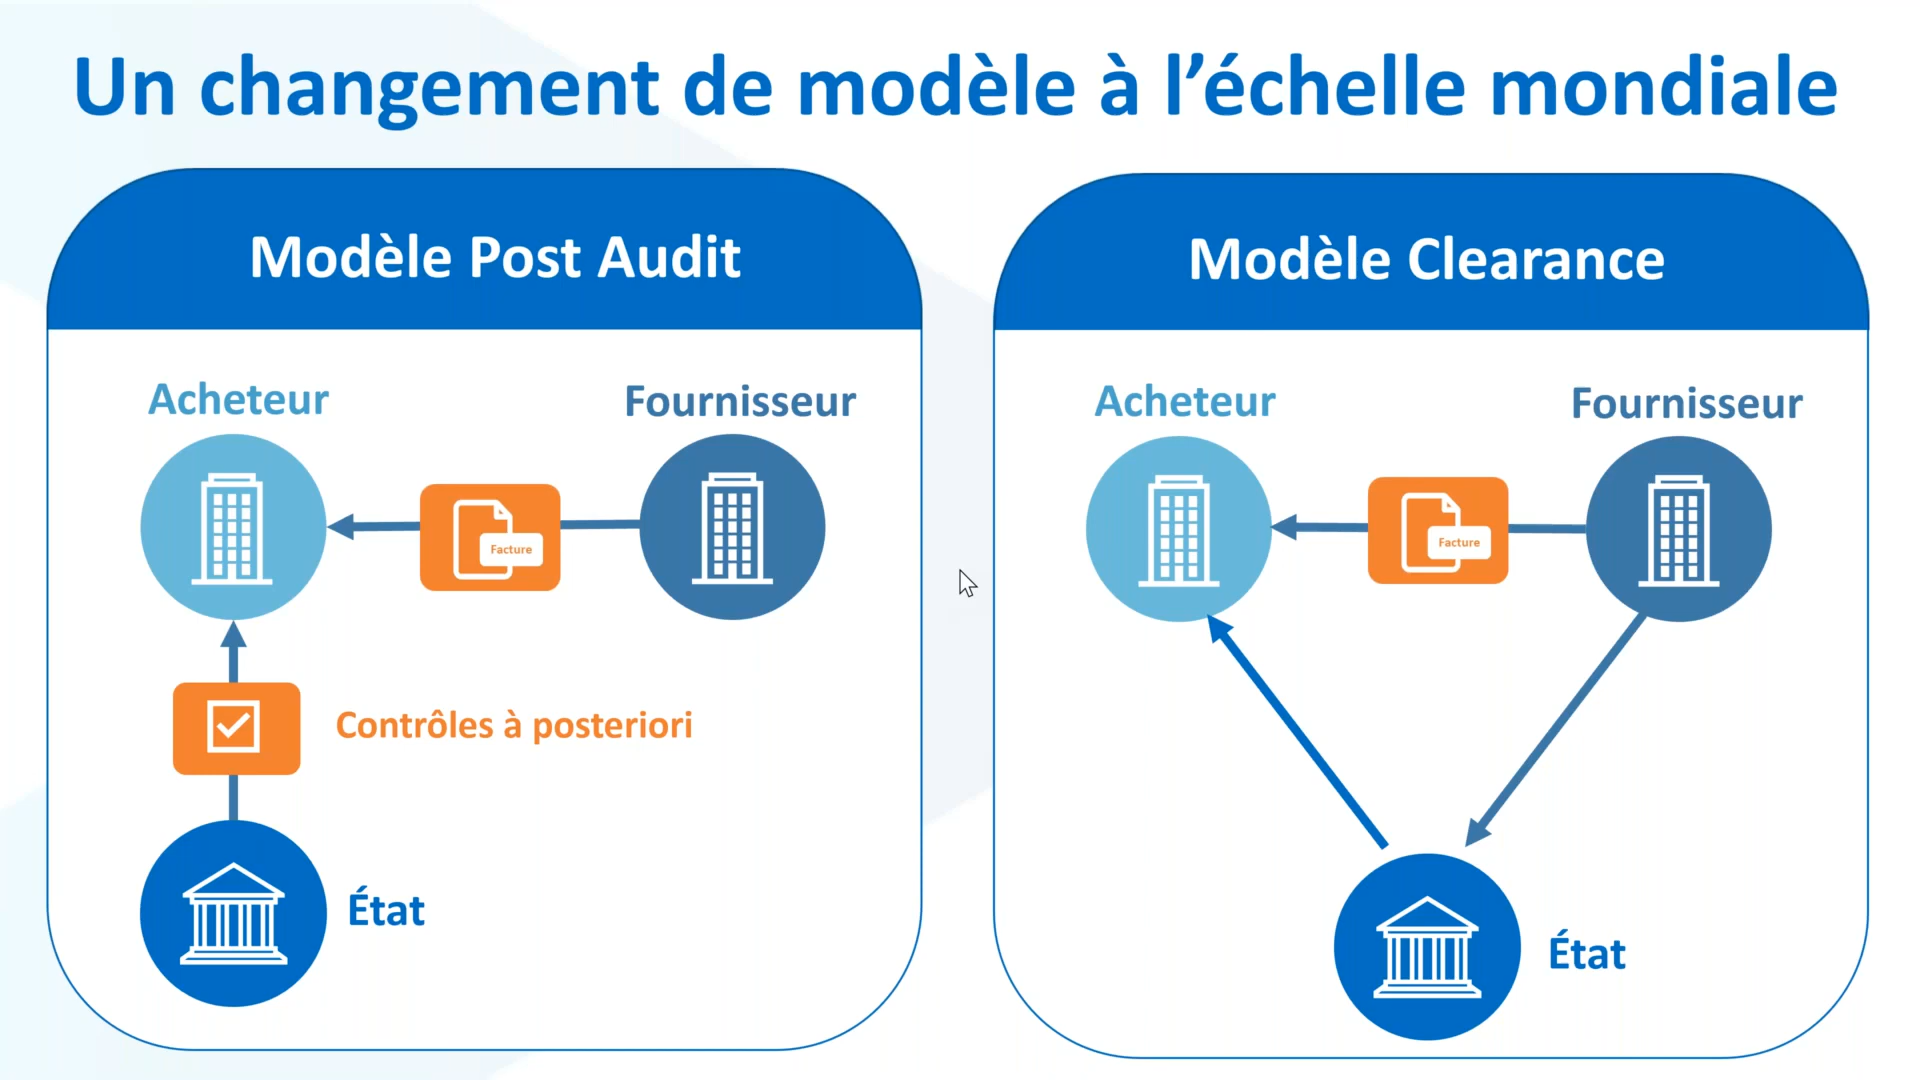 Un changement de modèle à l’échelle mondiale
Modèle Post Audit
Acheteur
Fournisseur
Facture
Contrôles à posteriori
État
Modèle Clearance
Acheteur
Fournisseur
Facture
État